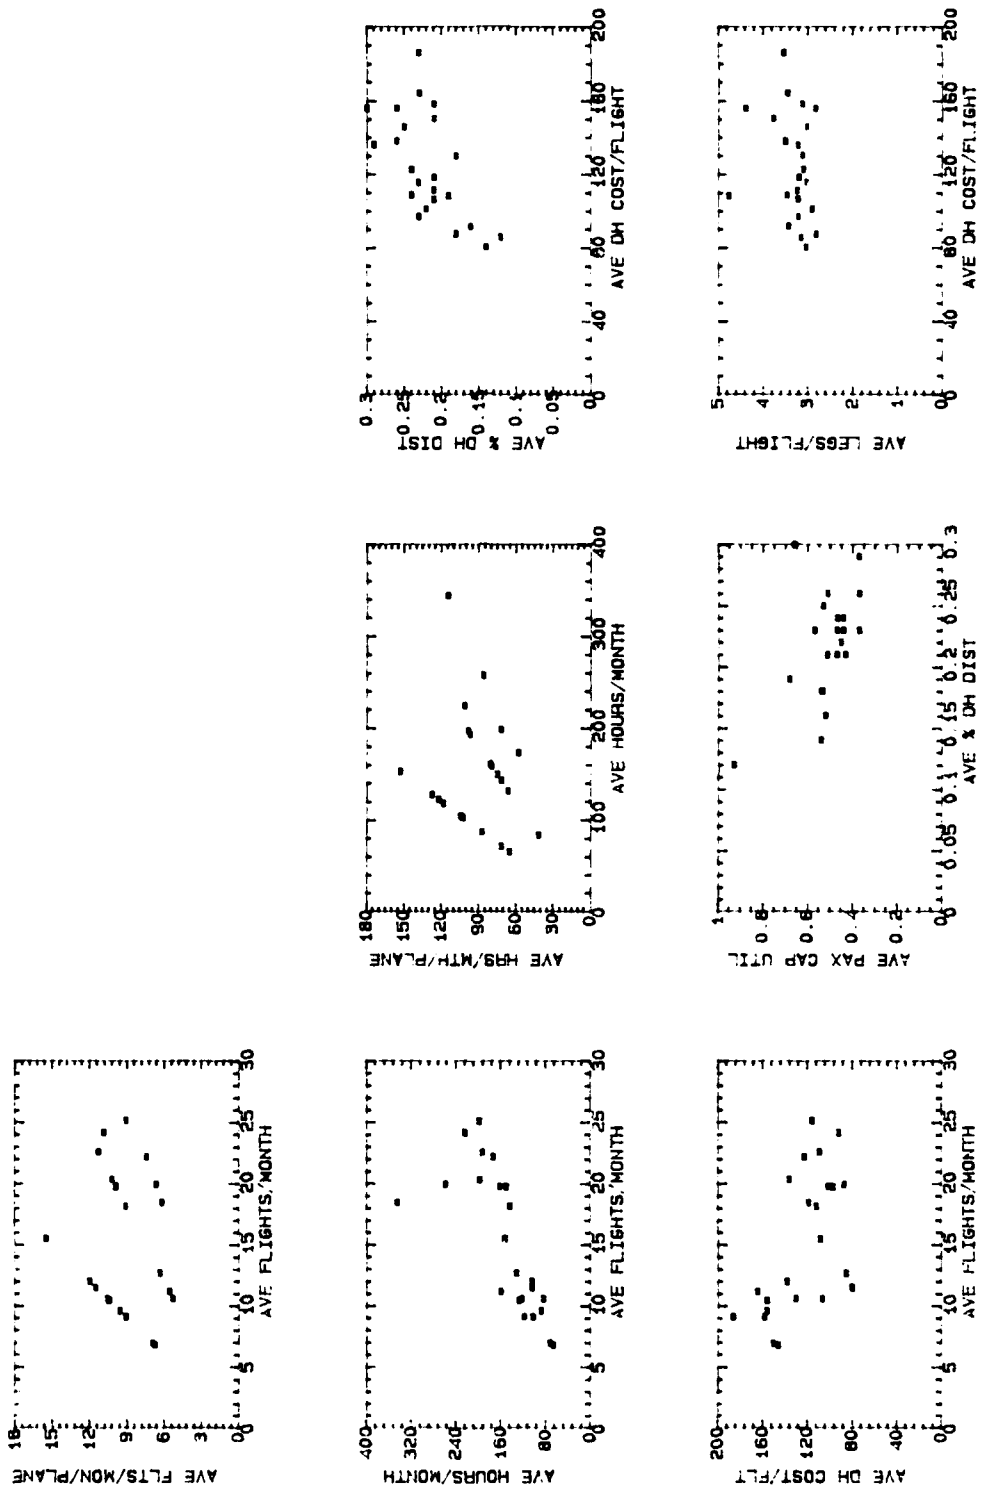 AVE FLTS/MON/PLANE
18
15
12
9
6
3
0
0 5 10 15 20 25 30
AVE FLIGHTS/MONTH
AVE HOURS/MONTH
400
320
240
160
80
0 5 10 15 20 25 30
AVE FLIGHTS/MONTH
AVE HRS/MTH/PLANE
180
150
120
90
60
30
0 100 200 300 400
AVE HOURS/MONTH
AVE % DH DIST
0.3
0.25
0.2
0.15
0.1
0.05
0
0 40 80 120 160 200
AVE DH COST/FLIGHT
AVE DH COST/FLT
200
160
120
80
40
0
0 5 10 15 20 25 30
AVE FLIGHTS/MONTH
AVE PAX CAP UTIL
1
0.8
0.6
0.4
0.2
0 0.05 0.1 0.15 0.2 0.25 0.3
AVE % DH DIST
AVE LEGS/FLIGHT
5
4
3
2
1
0
0 40 80 120 160 200
AVE DH COST/FLIGHT